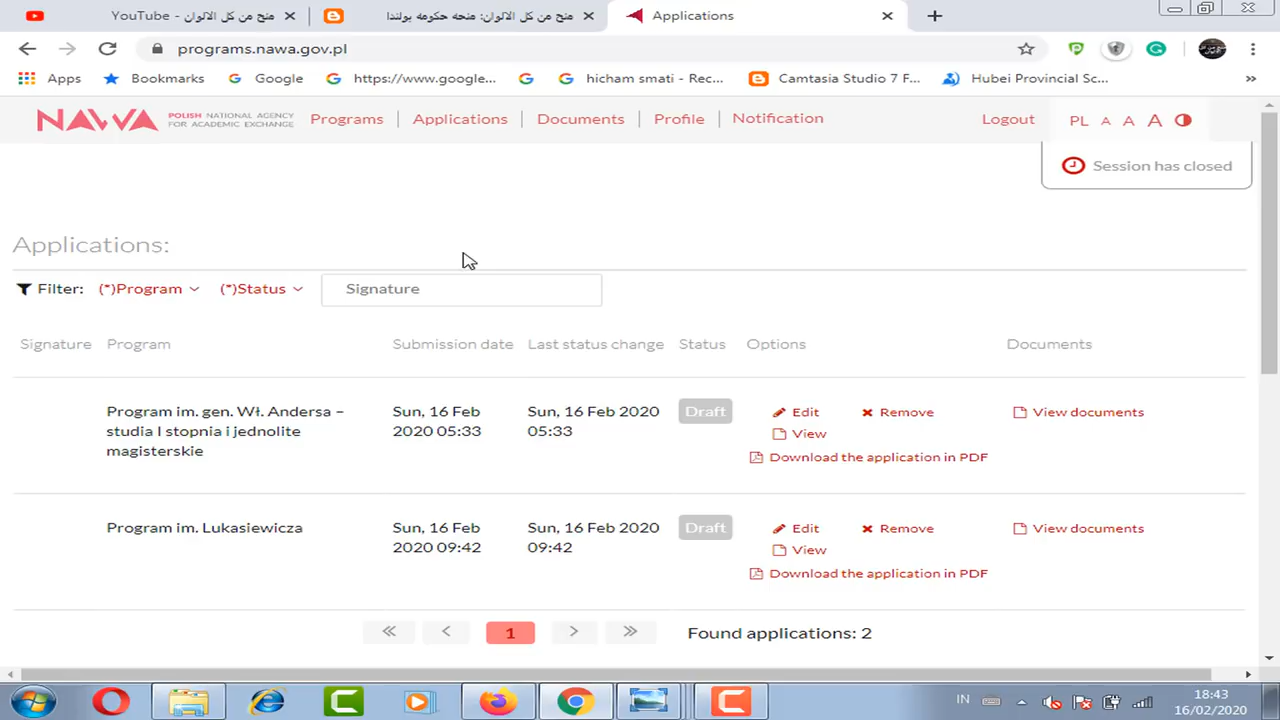 منح من كل الالوان - YouTube
منح من كل الالوان: منحة حكومه بولندا
Applications
programs.nawa.gov.pl
Apps
Bookmarks
Google
https://www.google...
hicham smati - Rec...
Camtasia Studio 7 F...
Hubei Provincial Sc...
»
NAWA
POLISH NATIONAL AGENCY
FOR ACADEMIC EXCHANGE
Programs | Applications | Documents | Profile | Notification
Logout
PL A A A
Session has closed
Applications:
Filter: (*)Program (*)Status Signature
Signature Program Submission date Last status change Status Options Documents
Program im. gen. Wł. Andersa –
studia I stopnia i jednolite
magisterskie
Sun, 16 Feb
2020 05:33
Sun, 16 Feb 2020
05:33
Draft
Edit Remove
View
Download the application in PDF
View documents
Program im. Lukasiewicza
Sun, 16 Feb
2020 09:42
Sun, 16 Feb 2020
09:42
Draft
Edit Remove
View
Download the application in PDF
View documents
« < 1 > »
Found applications: 2
IN
18:43
16/02/2020